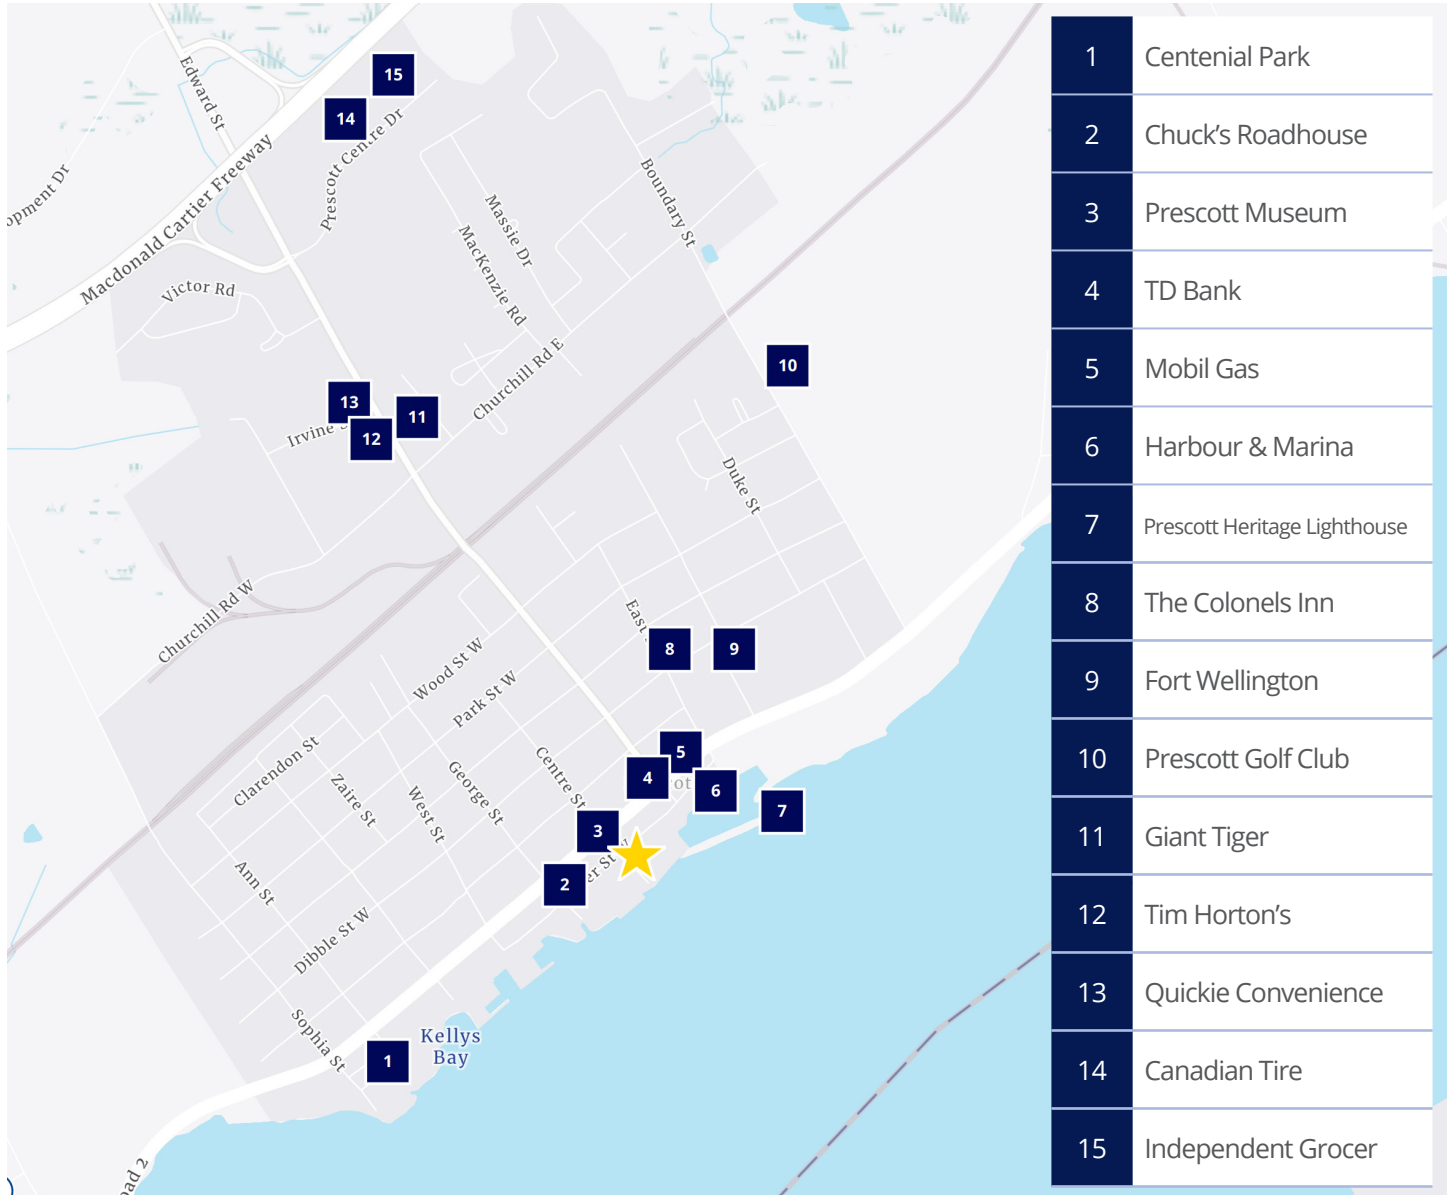 Edward St
15
14
Prescott Centre Dr
Macdonald Cartier Freeway
opment Dr
Boundary St
Massie Dr
MacKenzie Rd
Victor Rd
Churchill Rd E
10
13
11
12
Irvine
Duke St
Churchill Rd W
East
8
9
Wood St W
Park St W
5
4
6
7
Clarendon St
Zaire St
West St
George St
Centre St
3
2
Ann St
Dibble St W
Sophia St
1
Kellys
Bay
1 Centenial Park
2 Chuck's Roadhouse
3 Prescott Museum
4 TD Bank
5 Mobil Gas
6 Harbour & Marina
7 Prescott Heritage Lighthouse
8 The Colonels Inn
9 Fort Wellington
10 Prescott Golf Club
11 Giant Tiger
12 Tim Horton's
13 Quickie Convenience
14 Canadian Tire
15 Independent Grocer